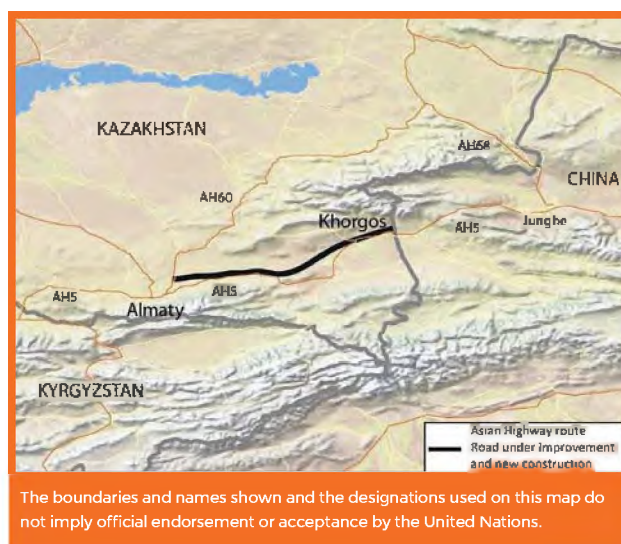 KAZAKHSTAN
AH68
CHINA
AH60
Khorgos
Jungbe
AH5
AH5
AH5
Almaty
KYRGYZSTAN
Asian Highway route
Road under improvement
and new construction
The boundaries and names shown and the designations used on this map do
not imply official endorsement or acceptance by the United Nations.